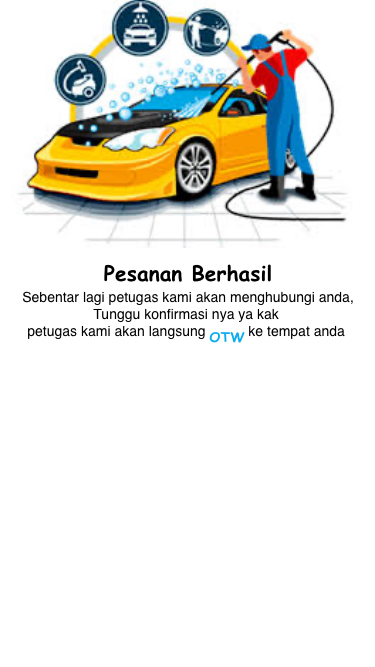 Pesanan Berhasil
Sebentar lagi petugas kami akan menghubungi anda,
Tunggu konfirmasi nya ya kak
petugas kami akan langsung OTW ke tempat anda